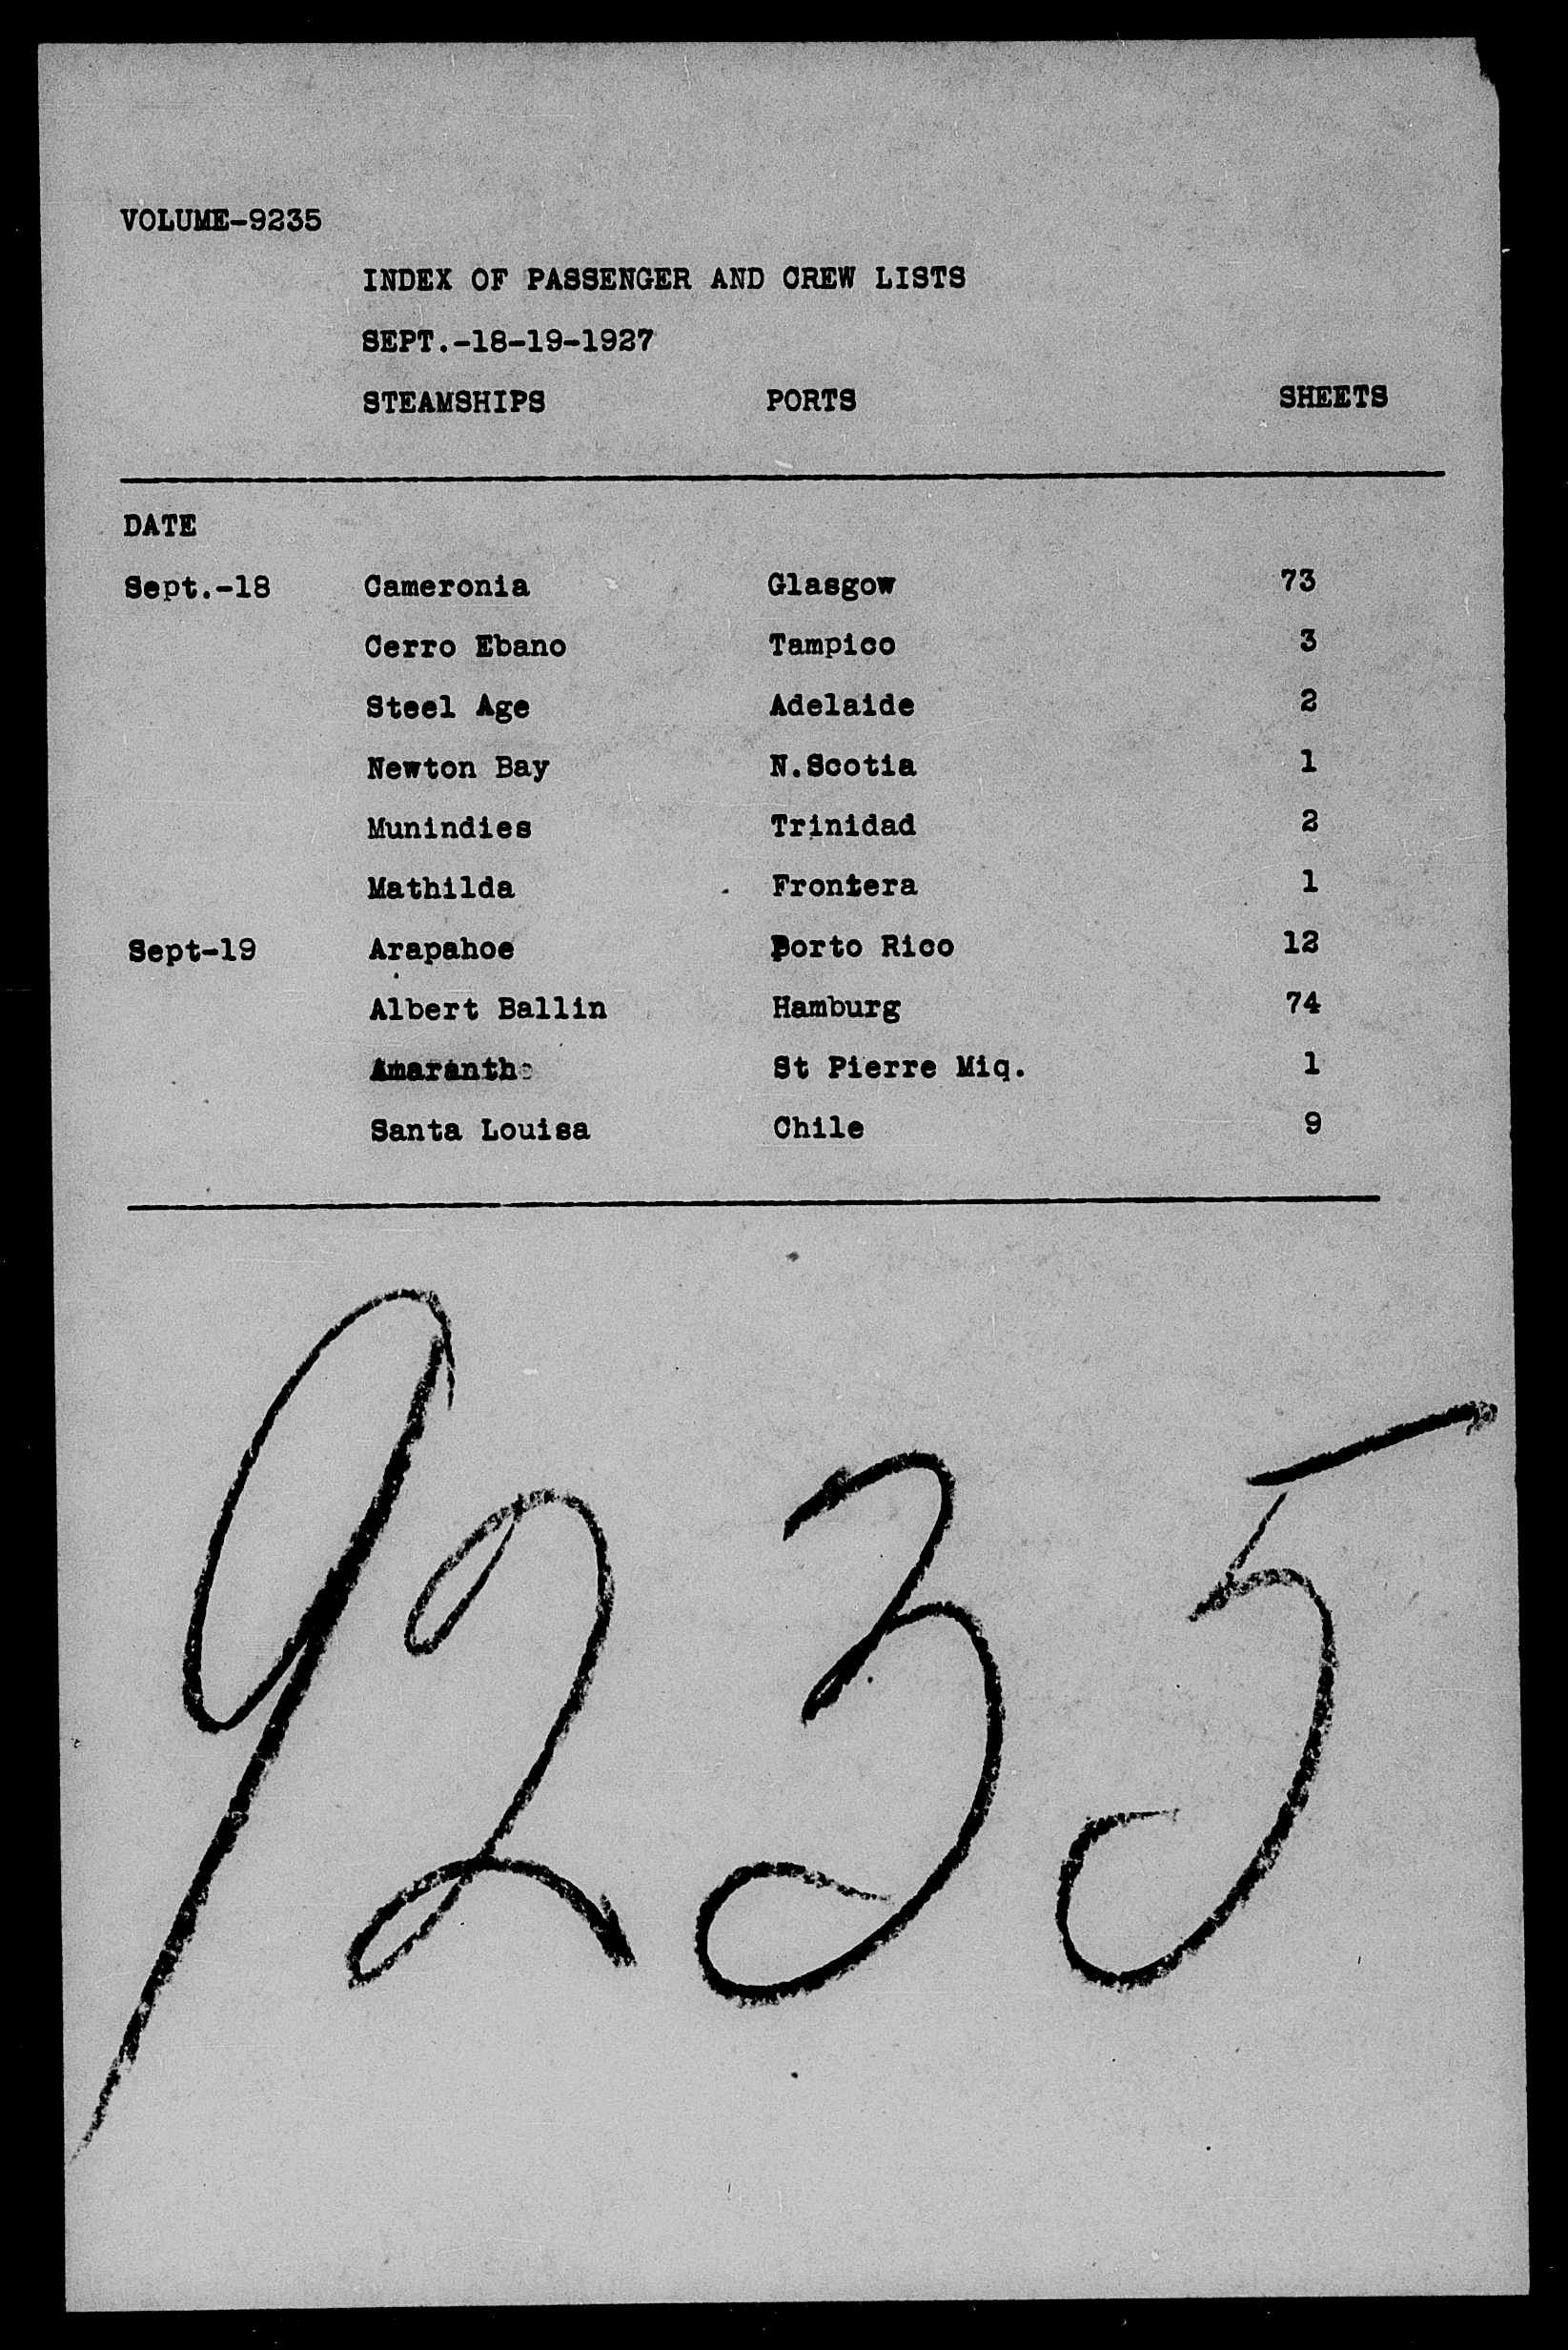 VOLUME-9235
INDEX OF PASSENGER AND CREW LISTS
SEPT.-18-19-1927
STEAMSHIPS PORTS SHEETS
DATE
Sept.-18 Cameronia Glasgow 73
Cerro Ebano Tampico 3
Steel Age Adelaide 2
Newton Bay N.Scotia 1
Munindies Trinidad 2
Mathilda Frontera 1
Sept-19 Arapahoe Porto Rico 12
Albert Ballin Hamburg 74
Amaranth St Pierre Miq. 1
Santa Louisa Chile 9
9235